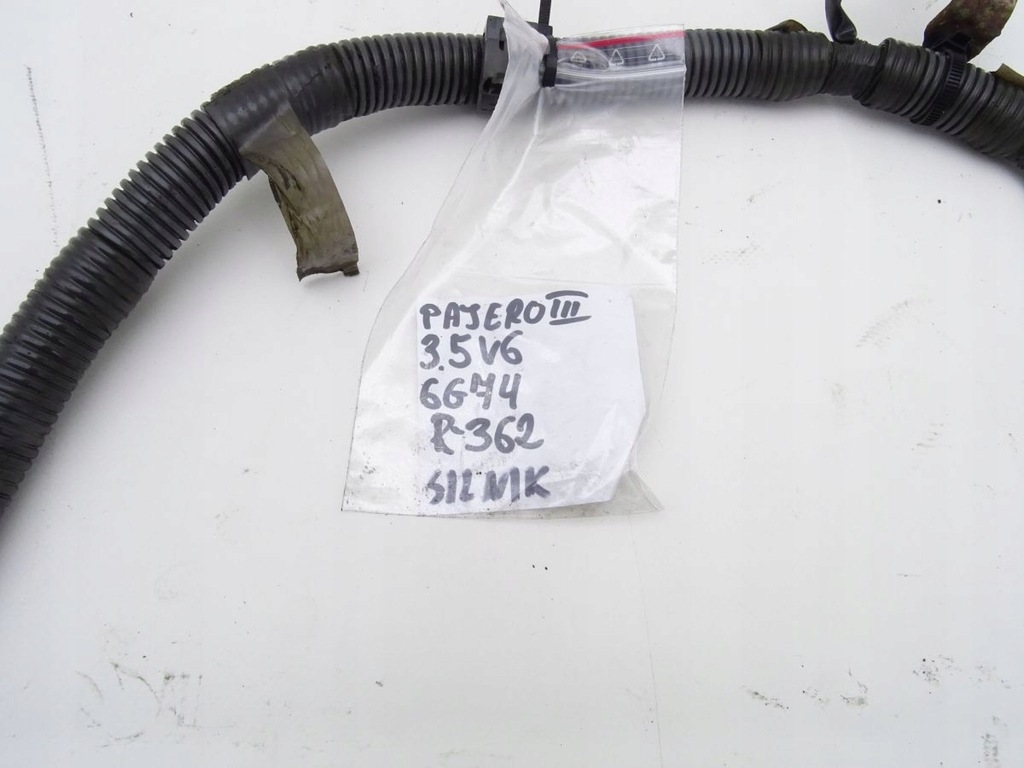 PAJERO III
3.5 V6
6G74
R-362
SILNIK